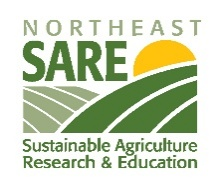 NORTHEAST
SARE
Sustainable Agriculture
Research & Education